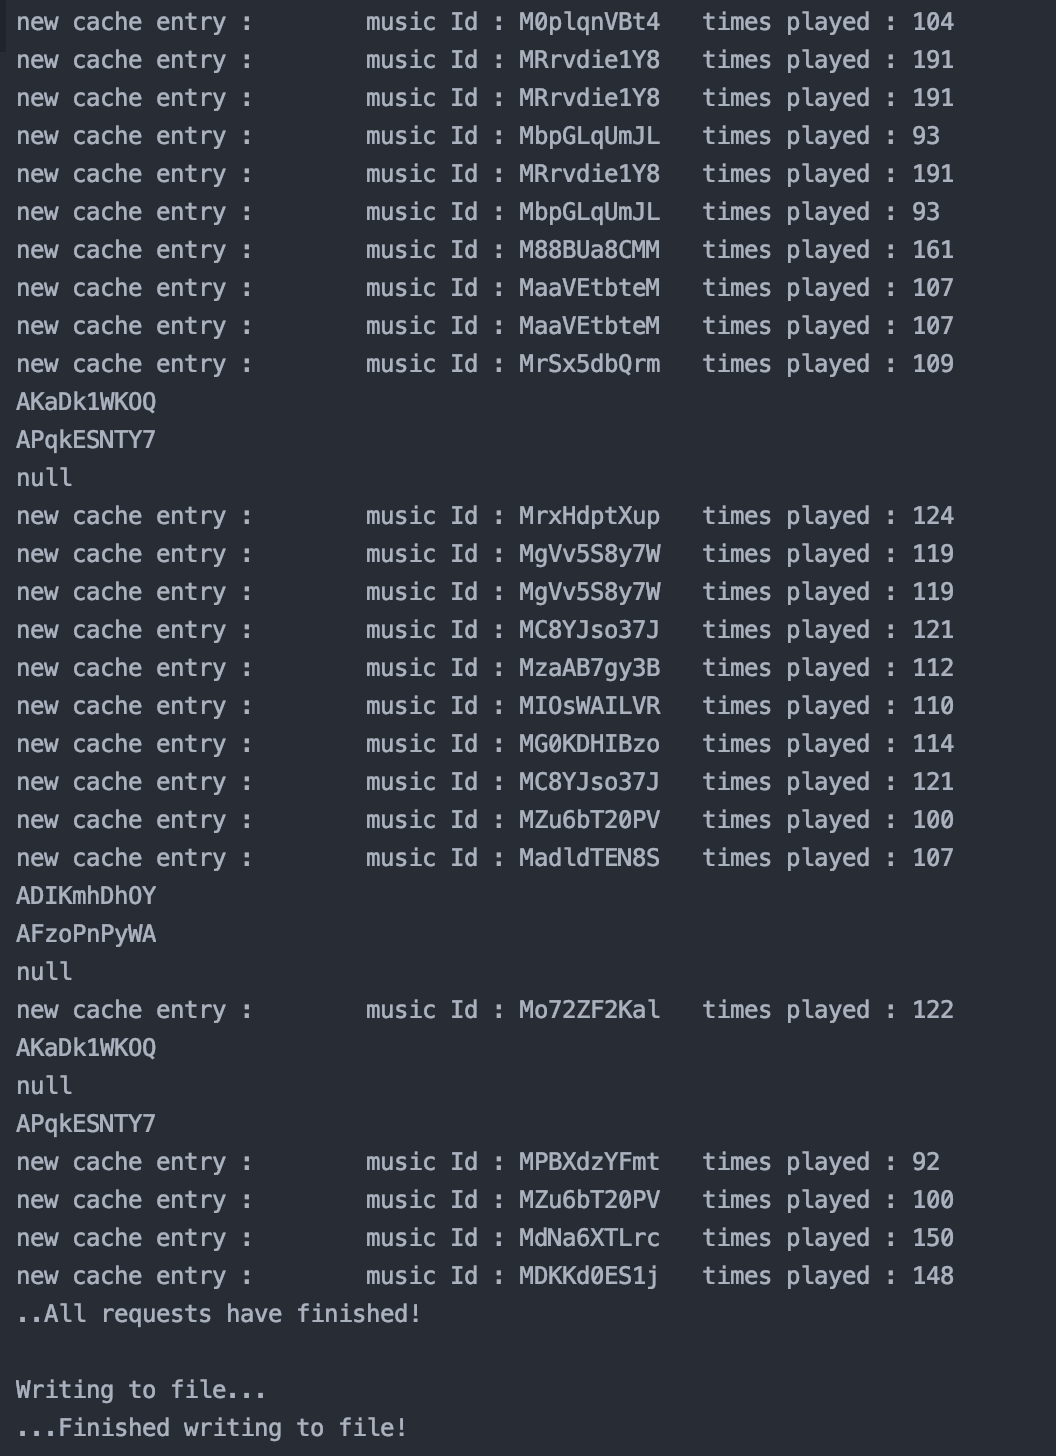 new cache entry :        music Id : M0plqnVBt4   times played : 104
new cache entry :        music Id : MRrvdie1Y8   times played : 191
new cache entry :        music Id : MRrvdie1Y8   times played : 191
new cache entry :        music Id : MbpGLqUmJL   times played : 93
new cache entry :        music Id : MRrvdie1Y8   times played : 191
new cache entry :        music Id : MbpGLqUmJL   times played : 93
new cache entry :        music Id : M88BUa8CMM   times played : 161
new cache entry :        music Id : MaaVEtbteM   times played : 107
new cache entry :        music Id : MaaVEtbteM   times played : 107
new cache entry :        music Id : MrSx5dbQrm   times played : 109
AKaDk1WKOQ
APqkESNTY7
null
new cache entry :        music Id : MrxHdptXup   times played : 124
new cache entry :        music Id : MgVv5S8y7W   times played : 119
new cache entry :        music Id : MgVv5S8y7W   times played : 119
new cache entry :        music Id : MC8YJso37J   times played : 121
new cache entry :        music Id : MzaAB7gy3B   times played : 112
new cache entry :        music Id : MIOsWAILVR   times played : 110
new cache entry :        music Id : MG0KDHIBzo   times played : 114
new cache entry :        music Id : MC8YJso37J   times played : 121
new cache entry :        music Id : MZu6bT20PV   times played : 100
new cache entry :        music Id : MadldTEN8S   times played : 107
ADIKmhDhOY
AFzoPnPyWA
null
new cache entry :        music Id : Mo72ZF2Kal   times played : 122
AKaDk1WKOQ
null
APqkESNTY7
new cache entry :        music Id : MPBXdzYFmt   times played : 92
new cache entry :        music Id : MZu6bT20PV   times played : 100
new cache entry :        music Id : MdNa6XTLrc   times played : 150
new cache entry :        music Id : MDKKd0ES1j   times played : 148
..All requests have finished!
Writing to file...
...Finished writing to file!